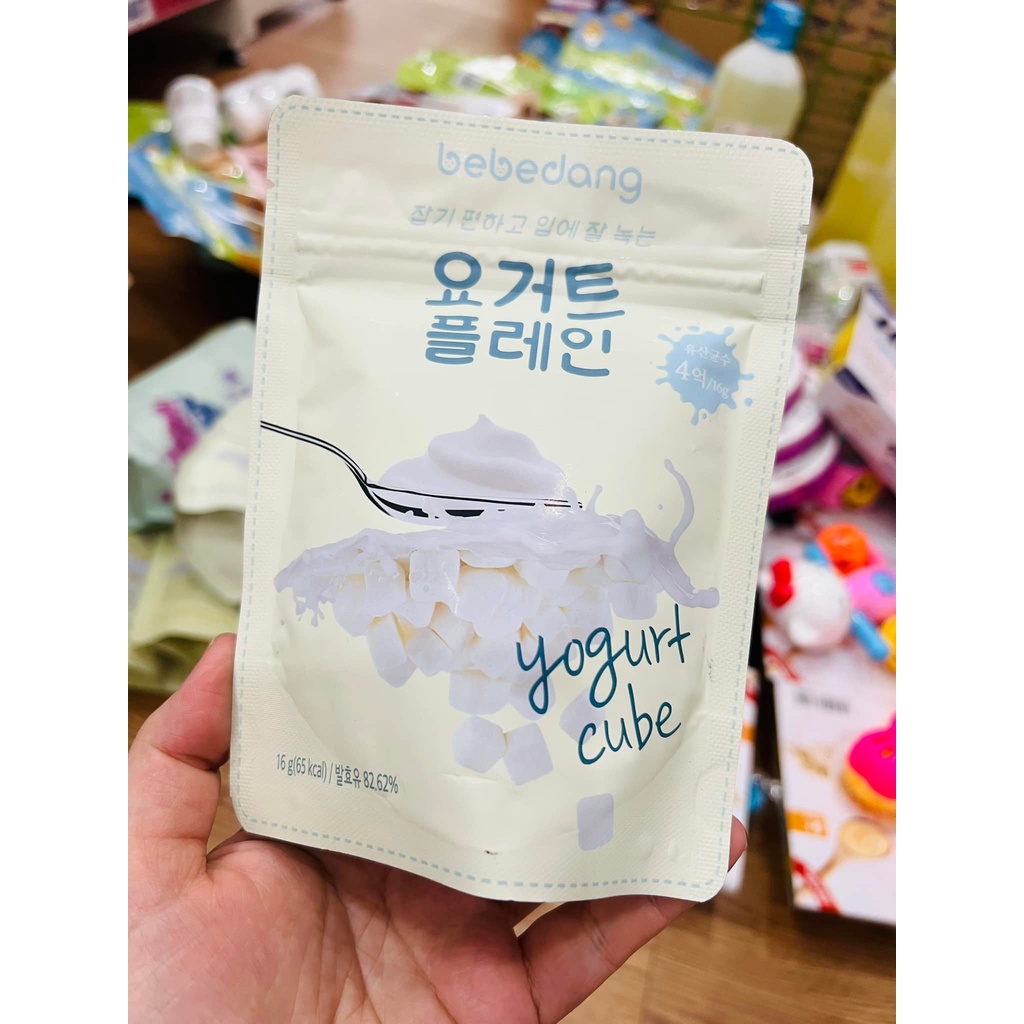 bebedang
잡기 편하고 입에 잘 녹는
요거트
플레인
유산균수
4억/16g
yogurt
cube
16 g(65 kcal) / 발효유 82.62%